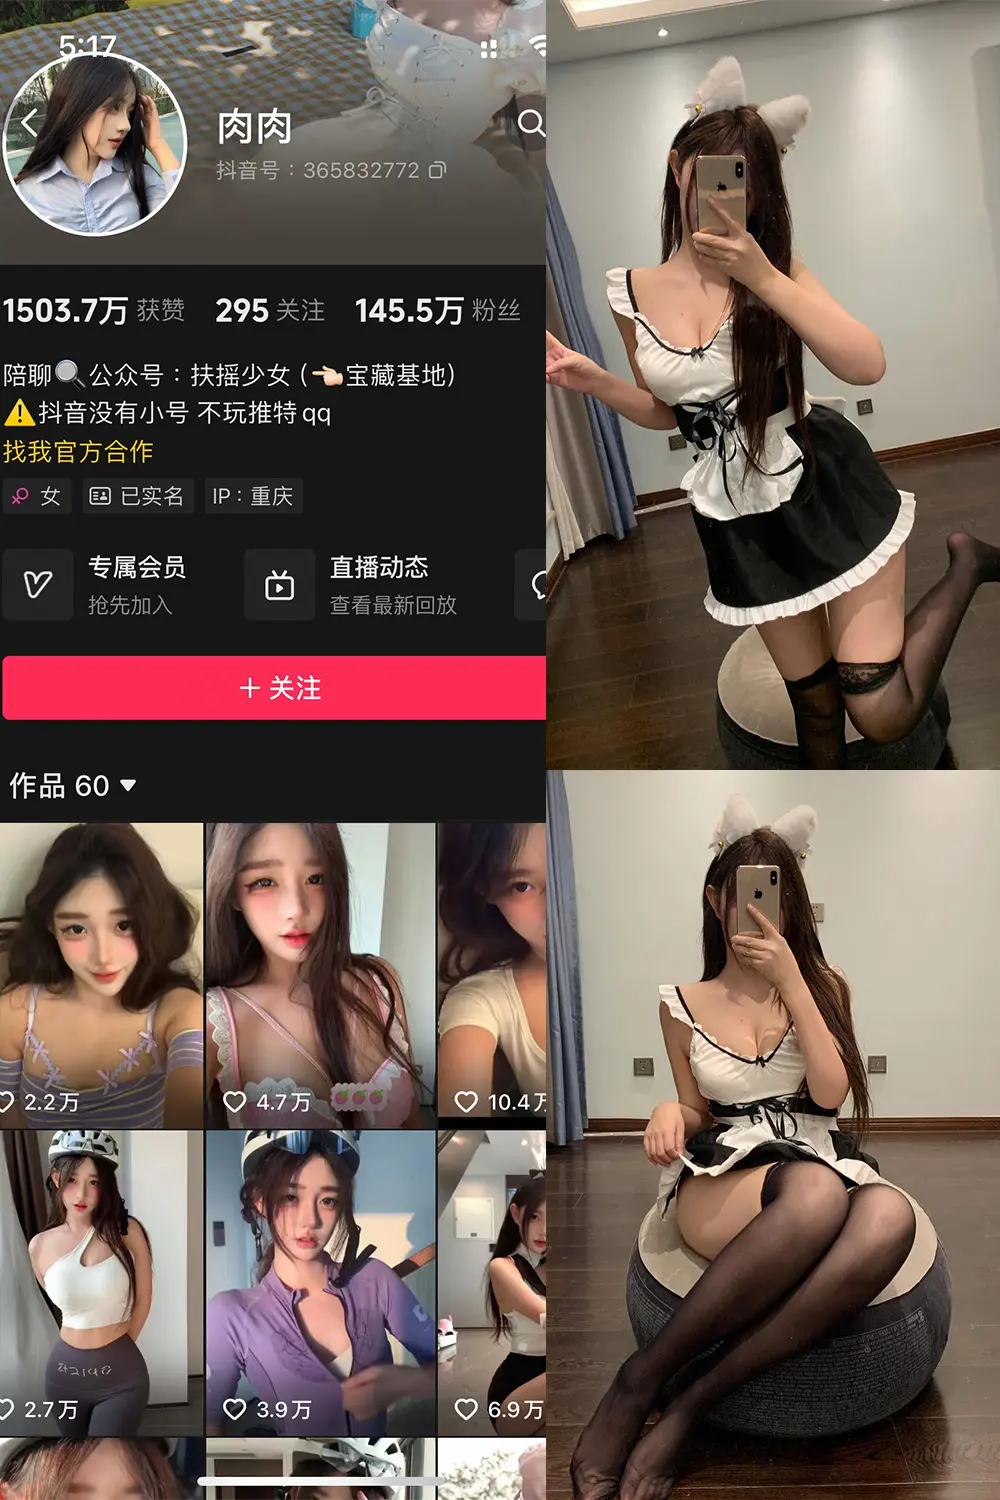 5:17
肉肉
抖音号：365832772
1503.7万 获赞 295 关注 145.5万 粉丝
陪聊🔍公众号：扶摇少女（👈🏻宝藏基地）
⚠️抖音没有小号 不玩推特qq
找我官方合作
女 已实名 IP：重庆
专属会员 直播动态
抢先加入 查看最新回放
+ 关注
作品 60
2.2万 4.7万 10.4万
2.7万 3.9万 6.9万